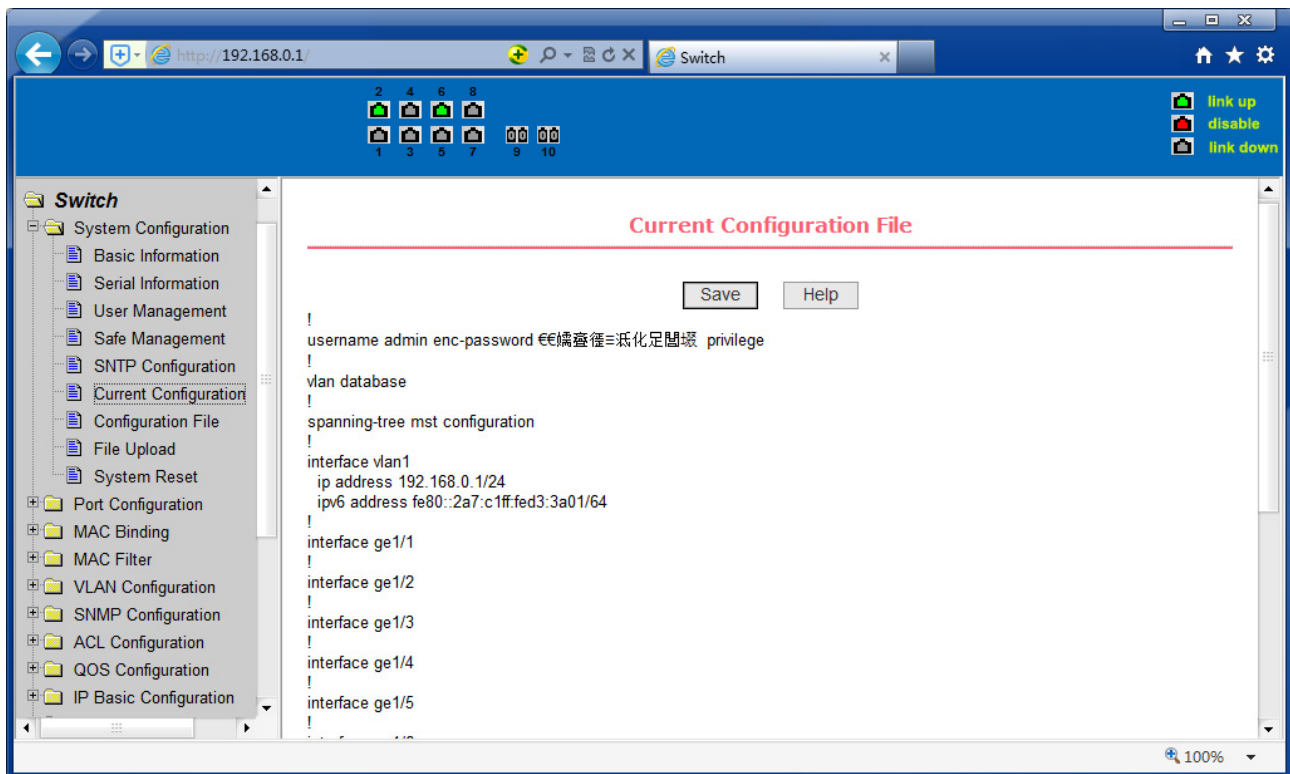 http://192.168.0.1/
Switch
2 4 6 8
1 3 5 7 9 10
link up
disable
link down
Switch
System Configuration
Basic Information
Serial Information
User Management
Safe Management
SNTP Configuration
Current Configuration
Configuration File
File Upload
System Reset
Port Configuration
MAC Binding
MAC Filter
VLAN Configuration
SNMP Configuration
ACL Configuration
QOS Configuration
IP Basic Configuration
Current Configuration File
Save Help
!
username admin enc-password privilege
!
vlan database
!
spanning-tree mst configuration
!
interface vlan1
ip address 192.168.0.1/24
ipv6 address fe80::2a7:c1ff:fed3:3a01/64
!
interface ge1/1
!
interface ge1/2
!
interface ge1/3
!
interface ge1/4
!
interface ge1/5
!
100%